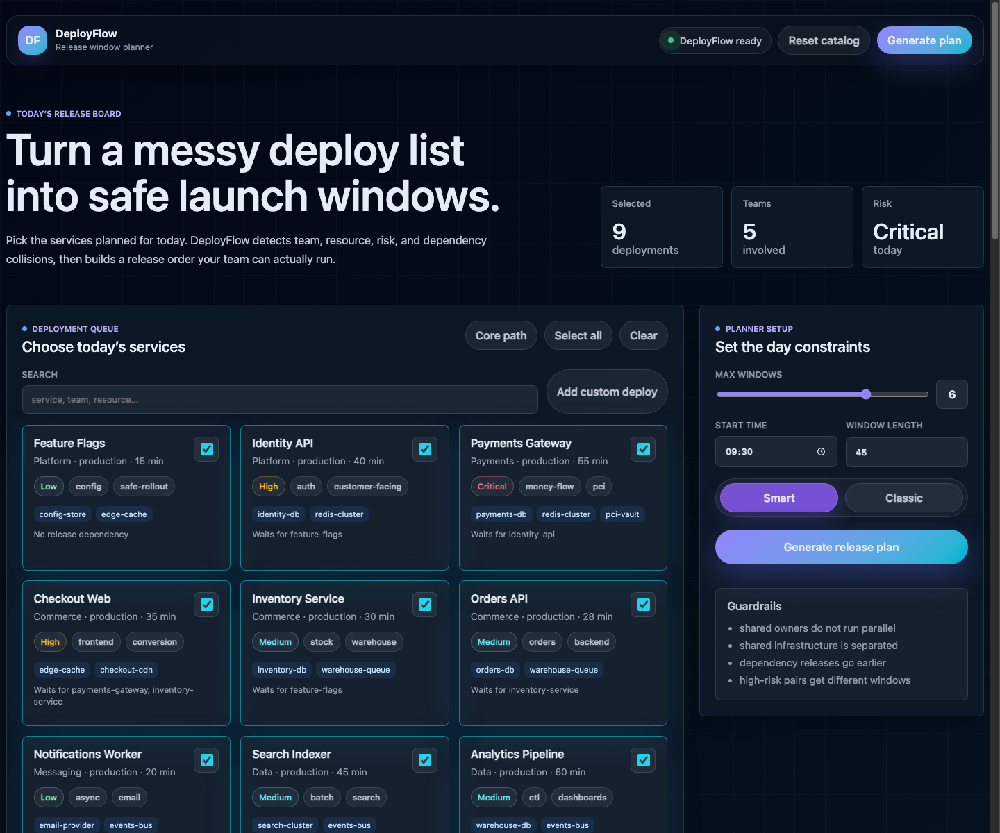 DF
DeployFlow
Release window planner
DeployFlow ready
Reset catalog
Generate plan
TODAY'S RELEASE BOARD
Turn a messy deploy list
into safe launch windows.
Pick the services planned for today. DeployFlow detects team, resource, risk, and dependency
collisions, then builds a release order your team can actually run.
Selected
9
deployments
Teams
5
involved
Risk
Critical
today
DEPLOYMENT QUEUE
Choose today's services
Core path
Select all
Clear
SEARCH
service, team, resource...
Add custom deploy
Feature Flags
Platform · production · 15 min
Low
config
safe-rollout
config-store
edge-cache
No release dependency
Identity API
Platform · production · 40 min
High
auth
customer-facing
identity-db
redis-cluster
Waits for feature-flags
Payments Gateway
Payments · production · 55 min
Critical
money-flow
pci
payments-db
redis-cluster
pci-vault
Waits for identity-api
Checkout Web
Commerce · production · 35 min
High
frontend
conversion
edge-cache
checkout-cdn
Waits for payments-gateway, inventory-
service
Inventory Service
Commerce · production · 30 min
Medium
stock
warehouse
inventory-db
warehouse-queue
Waits for feature-flags
Orders API
Commerce · production · 28 min
Medium
orders
backend
orders-db
warehouse-queue
Waits for inventory-service
Notifications Worker
Messaging · production · 20 min
Low
async
email
email-provider
events-bus
Search Indexer
Data · production · 45 min
Medium
batch
search
search-cluster
events-bus
Analytics Pipeline
Data · production · 60 min
Medium
etl
dashboards
warehouse-db
events-bus
PLANNER SETUP
Set the day constraints
MAX WINDOWS
6
START TIME
09:30
WINDOW LENGTH
45
Smart
Classic
Generate release plan
Guardrails
• shared owners do not run parallel
• shared infrastructure is separated
• dependency releases go earlier
• high-risk pairs get different windows